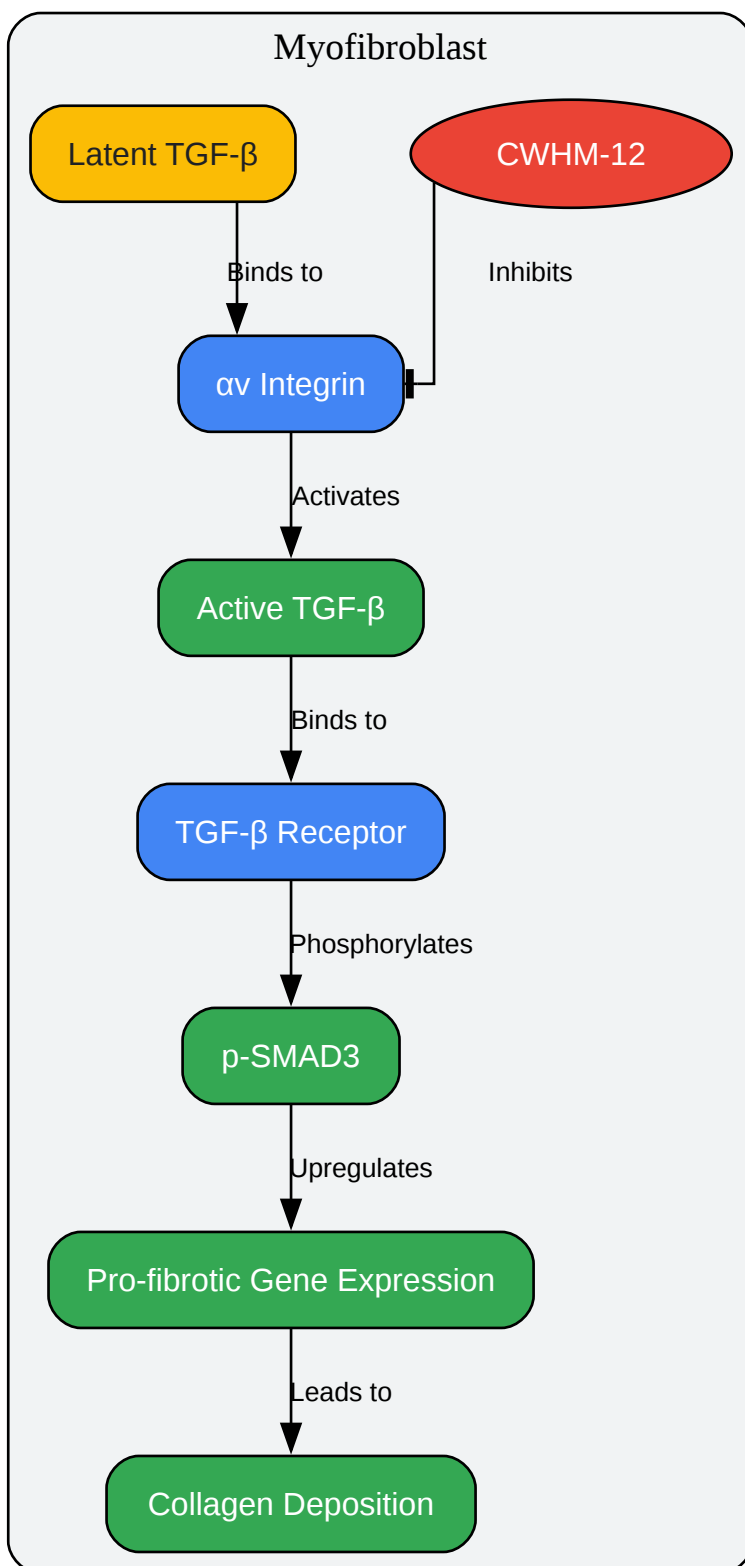 Myofibroblast
Latent TGF-β
CWHM-12
Binds to
Inhibits
αv Integrin
Activates
Active TGF-β
Binds to
TGF-β Receptor
Phosphorylates
p-SMAD3
Upregulates
Pro-fibrotic Gene Expression
Leads to
Collagen Deposition